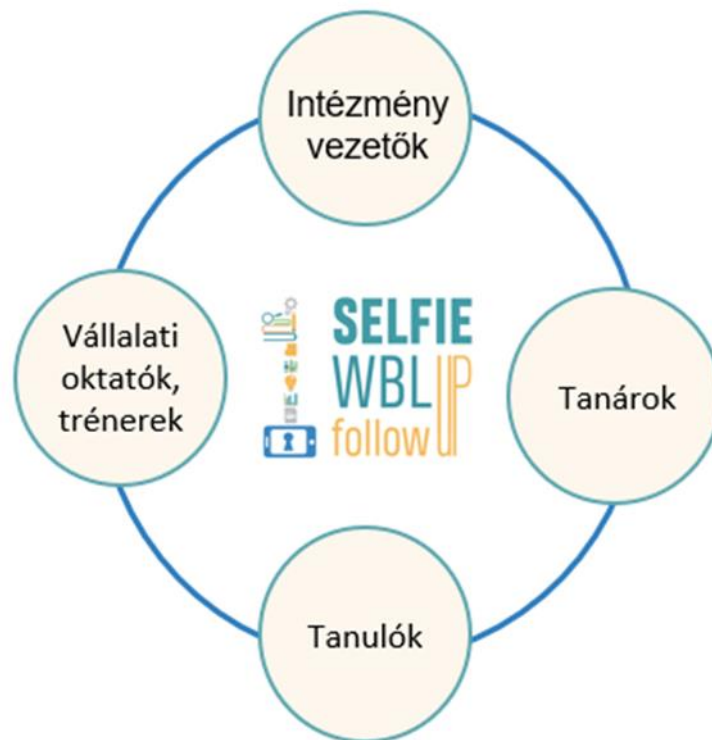 Intézmény
vezetők
Vállalati
oktatók,
trénerek
SELFIE
WBL UP
follow
Tanárok
Tanulók